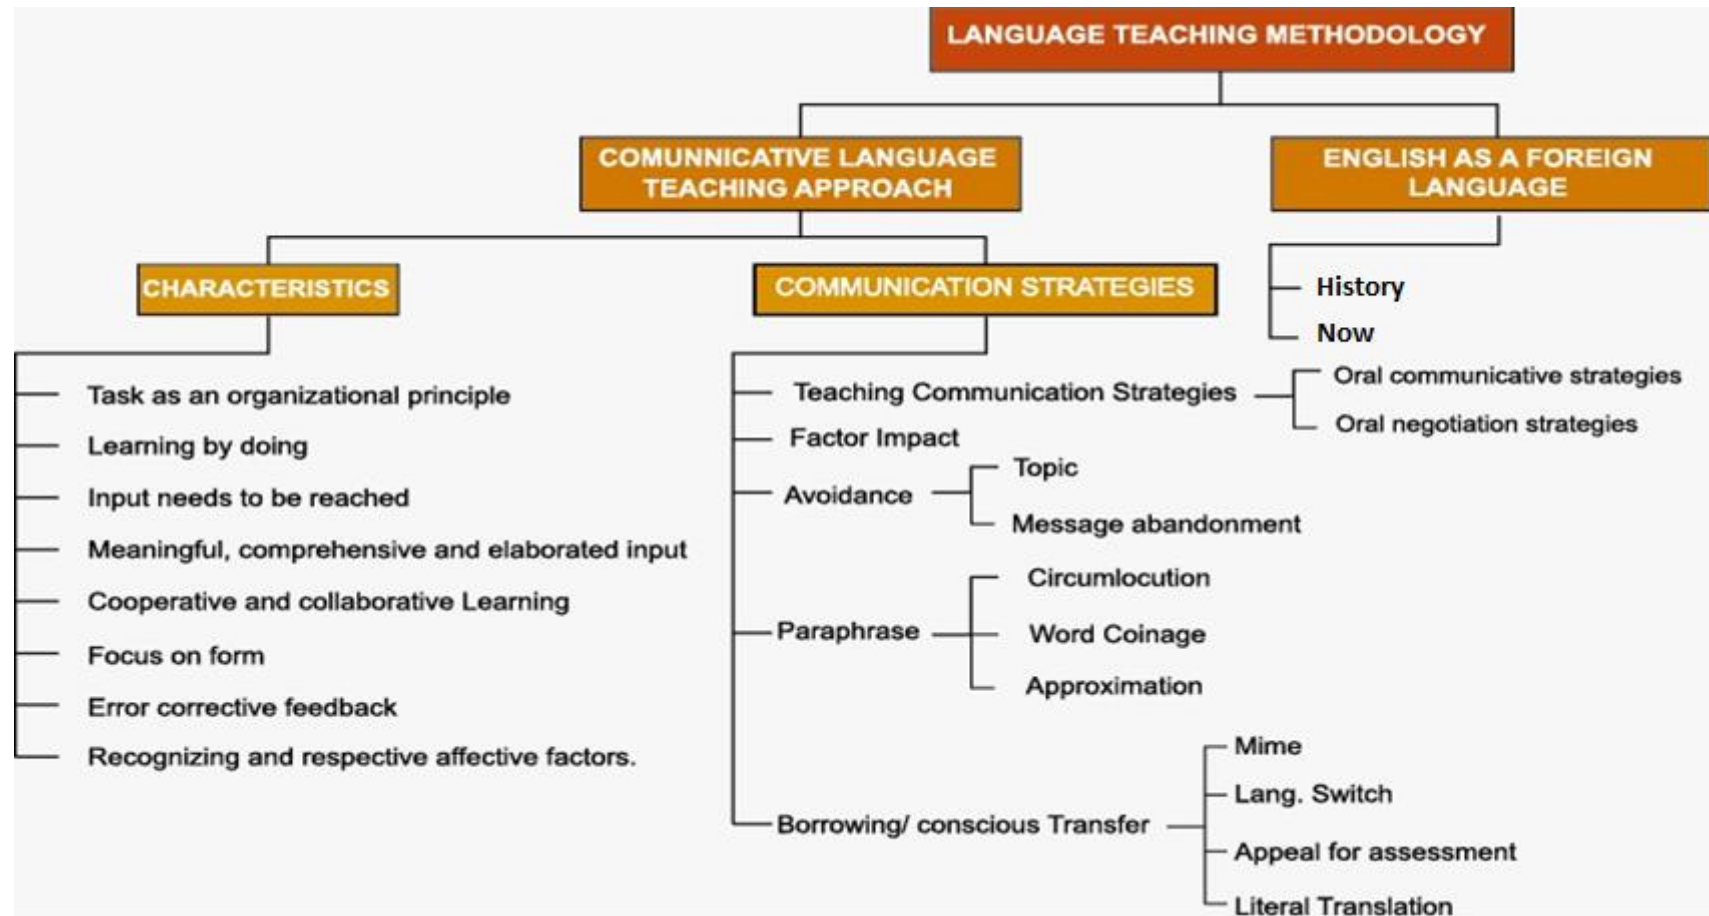 LANGUAGE TEACHING METHODOLOGY
COMUNNICATIVE LANGUAGE
TEACHING APPROACH
ENGLISH AS A FOREIGN
LANGUAGE
CHARACTERISTICS
COMMUNICATION STRATEGIES
History
Now
Task as an organizational principle
Learning by doing
Input needs to be reached
Meaningful, comprehensive and elaborated input
Cooperative and collaborative Learning
Focus on form
Error corrective feedback
Recognizing and respective affective factors.
Teaching Communication Strategies
Oral communicative strategies
Oral negotiation strategies
Factor Impact
Avoidance
Topic
Message abandonment
Paraphrase
Circumlocution
Word Coinage
Approximation
Borrowing/ conscious Transfer
Mime
Lang. Switch
Appeal for assessment
Literal Translation